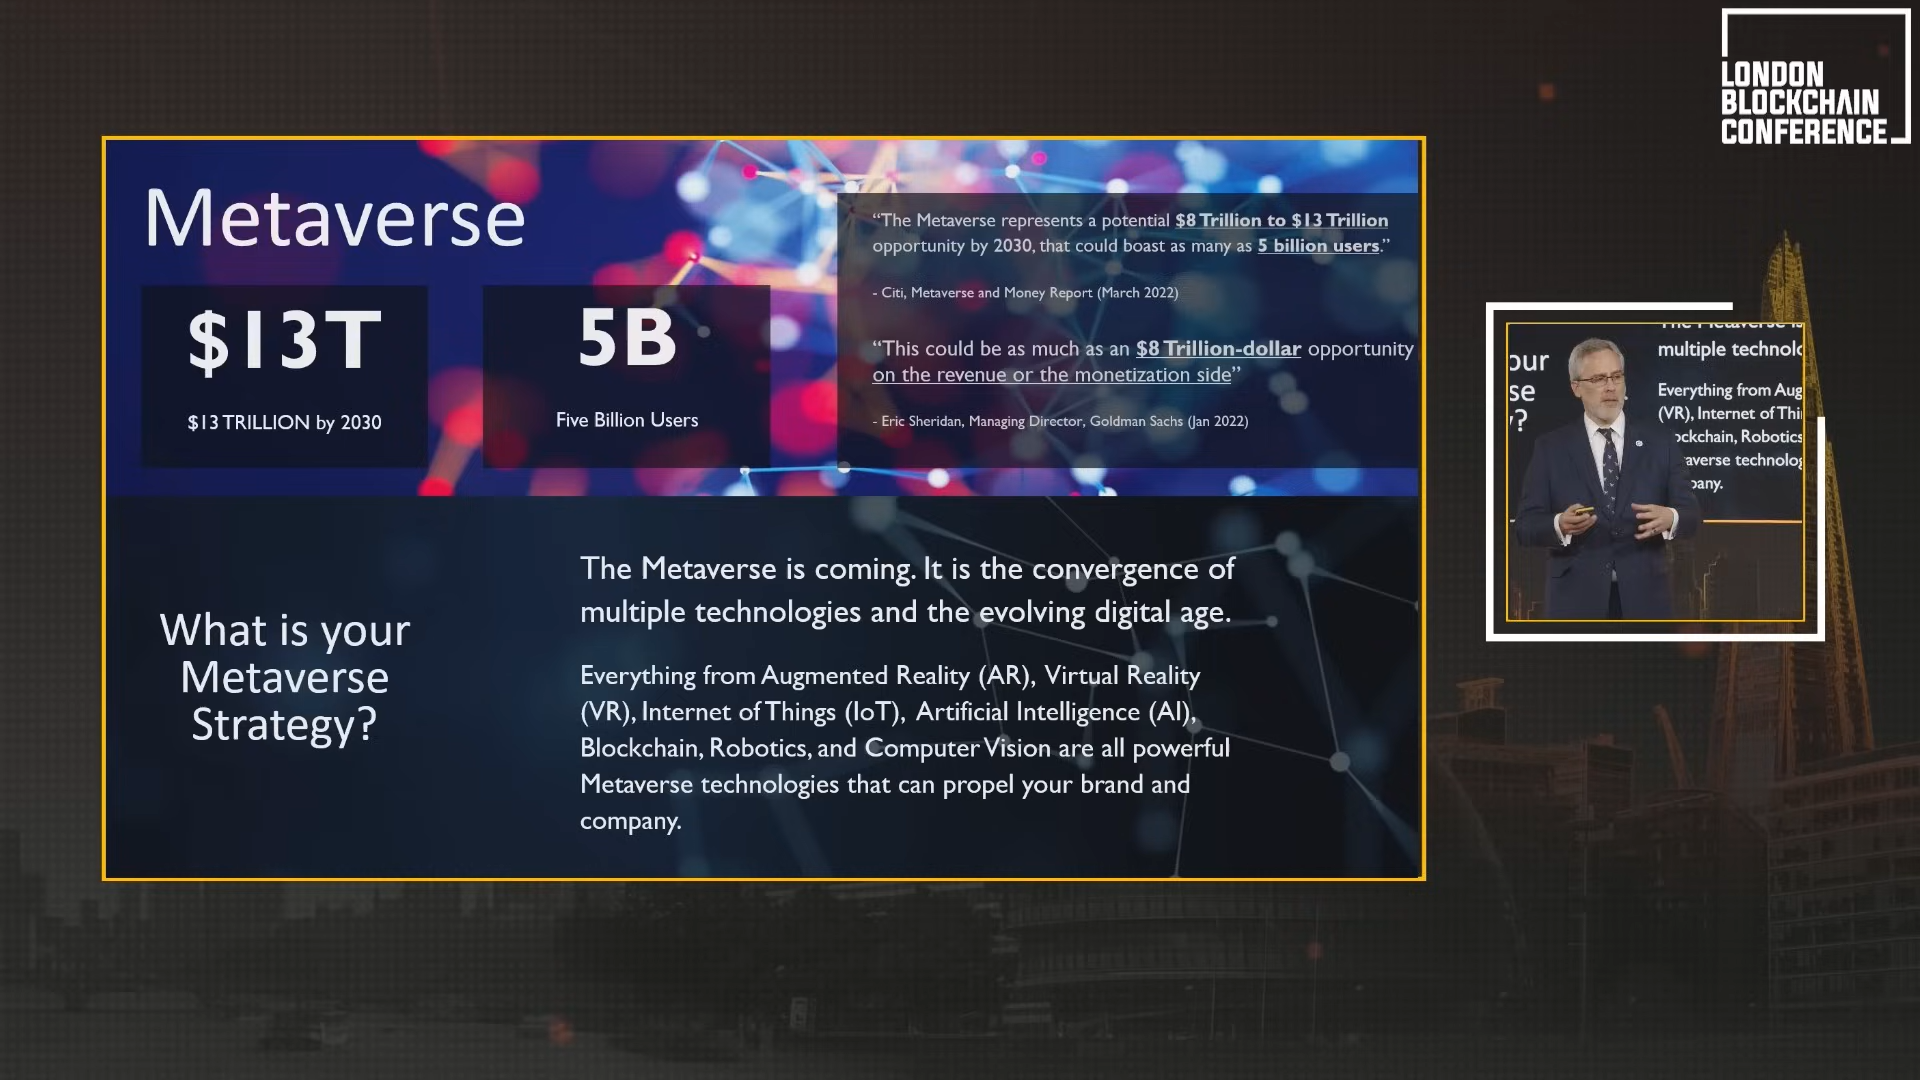 LONDON
BLOCKCHAIN
CONFERENCE
Metaverse
$13T
$13 TRILLION by 2030
5B
Five Billion Users
“The Metaverse represents a potential $8 Trillion to $13 Trillion
opportunity by 2030, that could boast as many as 5 billion users.”
- Citi, Metaverse and Money Report (March 2022)
“This could be as much as an $8 Trillion-dollar opportunity
on the revenue or the monetization side”
- Eric Sheridan, Managing Director, Goldman Sachs (Jan 2022)
What is your
Metaverse
Strategy?
The Metaverse is coming. It is the convergence of
multiple technologies and the evolving digital age.
Everything from Augmented Reality (AR), Virtual Reality
(VR), Internet of Things (IoT), Artificial Intelligence (AI),
Blockchain, Robotics, and Computer Vision are all powerful
Metaverse technologies that can propel your brand and
company.
our
se
y?
The Metaverse is
multiple technolo
Everything from Aug
(VR), Internet of Thi
ockchain, Robotics
averse technolog
pany.